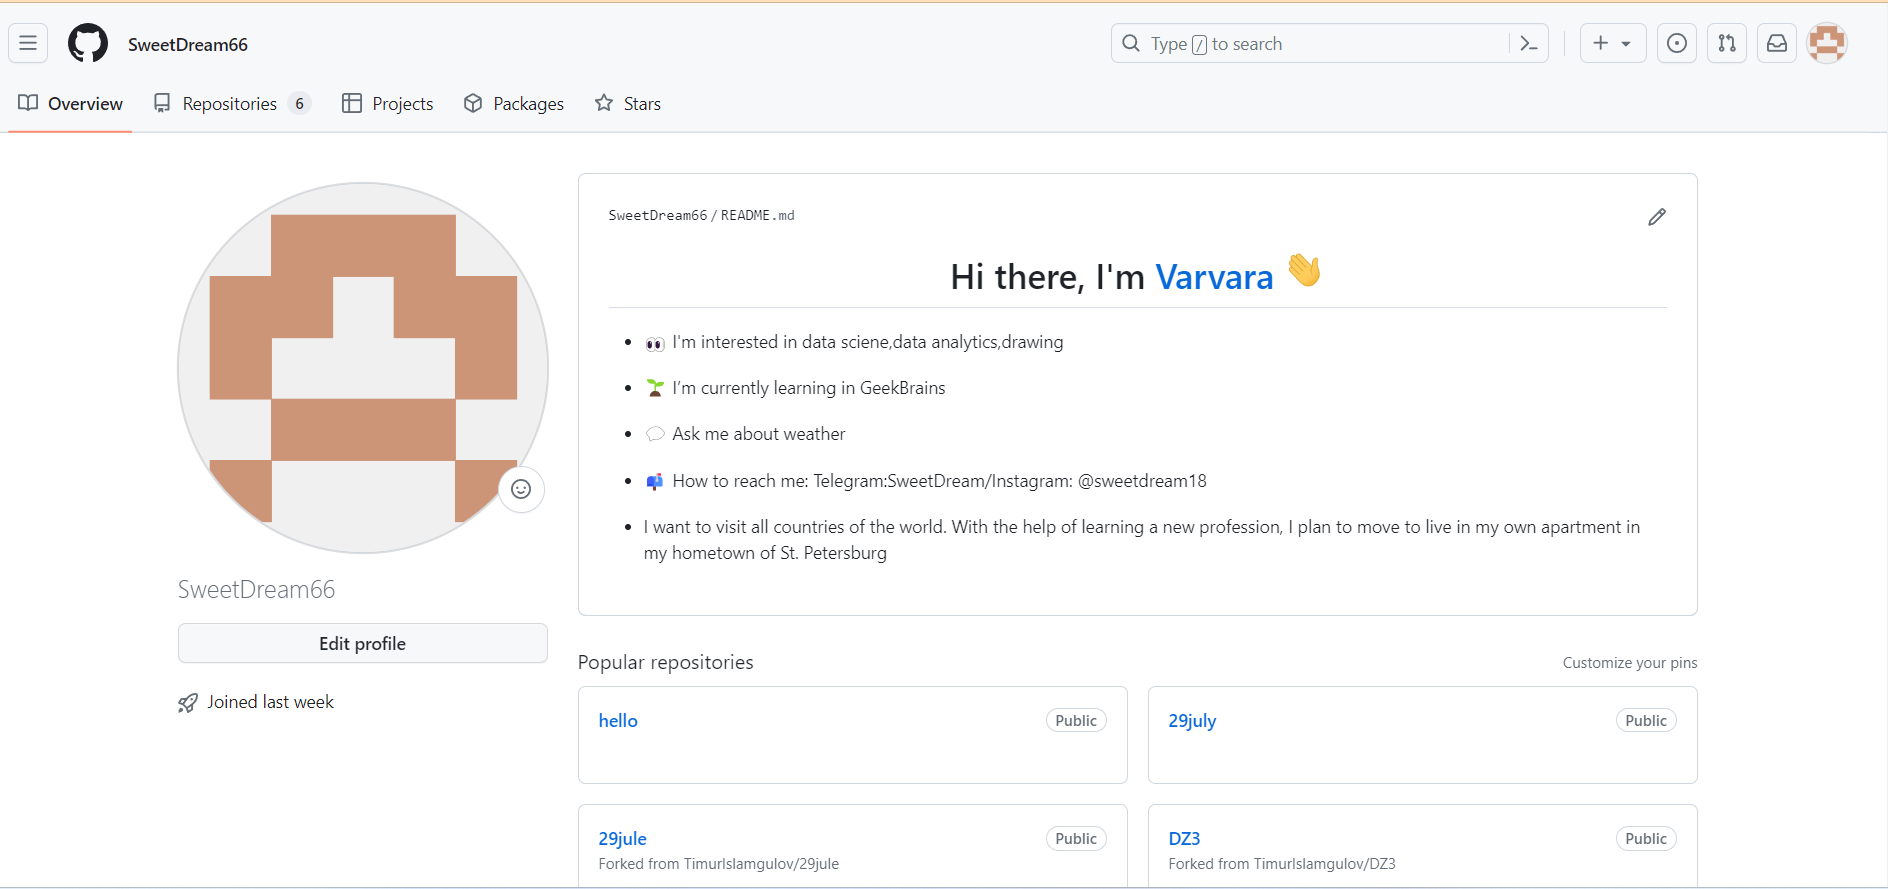 SweetDream66
Type / to search
Overview
Repositories 6
Projects
Packages
Stars
SweetDream66/README.md
Hi there, I'm Varvara 👋
👀 I'm interested in data sciene,data analytics,drawing
🌱 I’m currently learning in GeekBrains
💬 Ask me about weather
📫 How to reach me: Telegram:SweetDream/Instagram: @sweetdream18
I want to visit all countries of the world. With the help of learning a new profession, I plan to move to live in my own apartment in
my hometown of St. Petersburg
SweetDream66
Edit profile
Joined last week
Popular repositories
Customize your pins
hello
Public
29july
Public
29jule
Public
Forked from TimurIslamgulov/29jule
DZ3
Public
Forked from TimurIslamgulov/DZ3